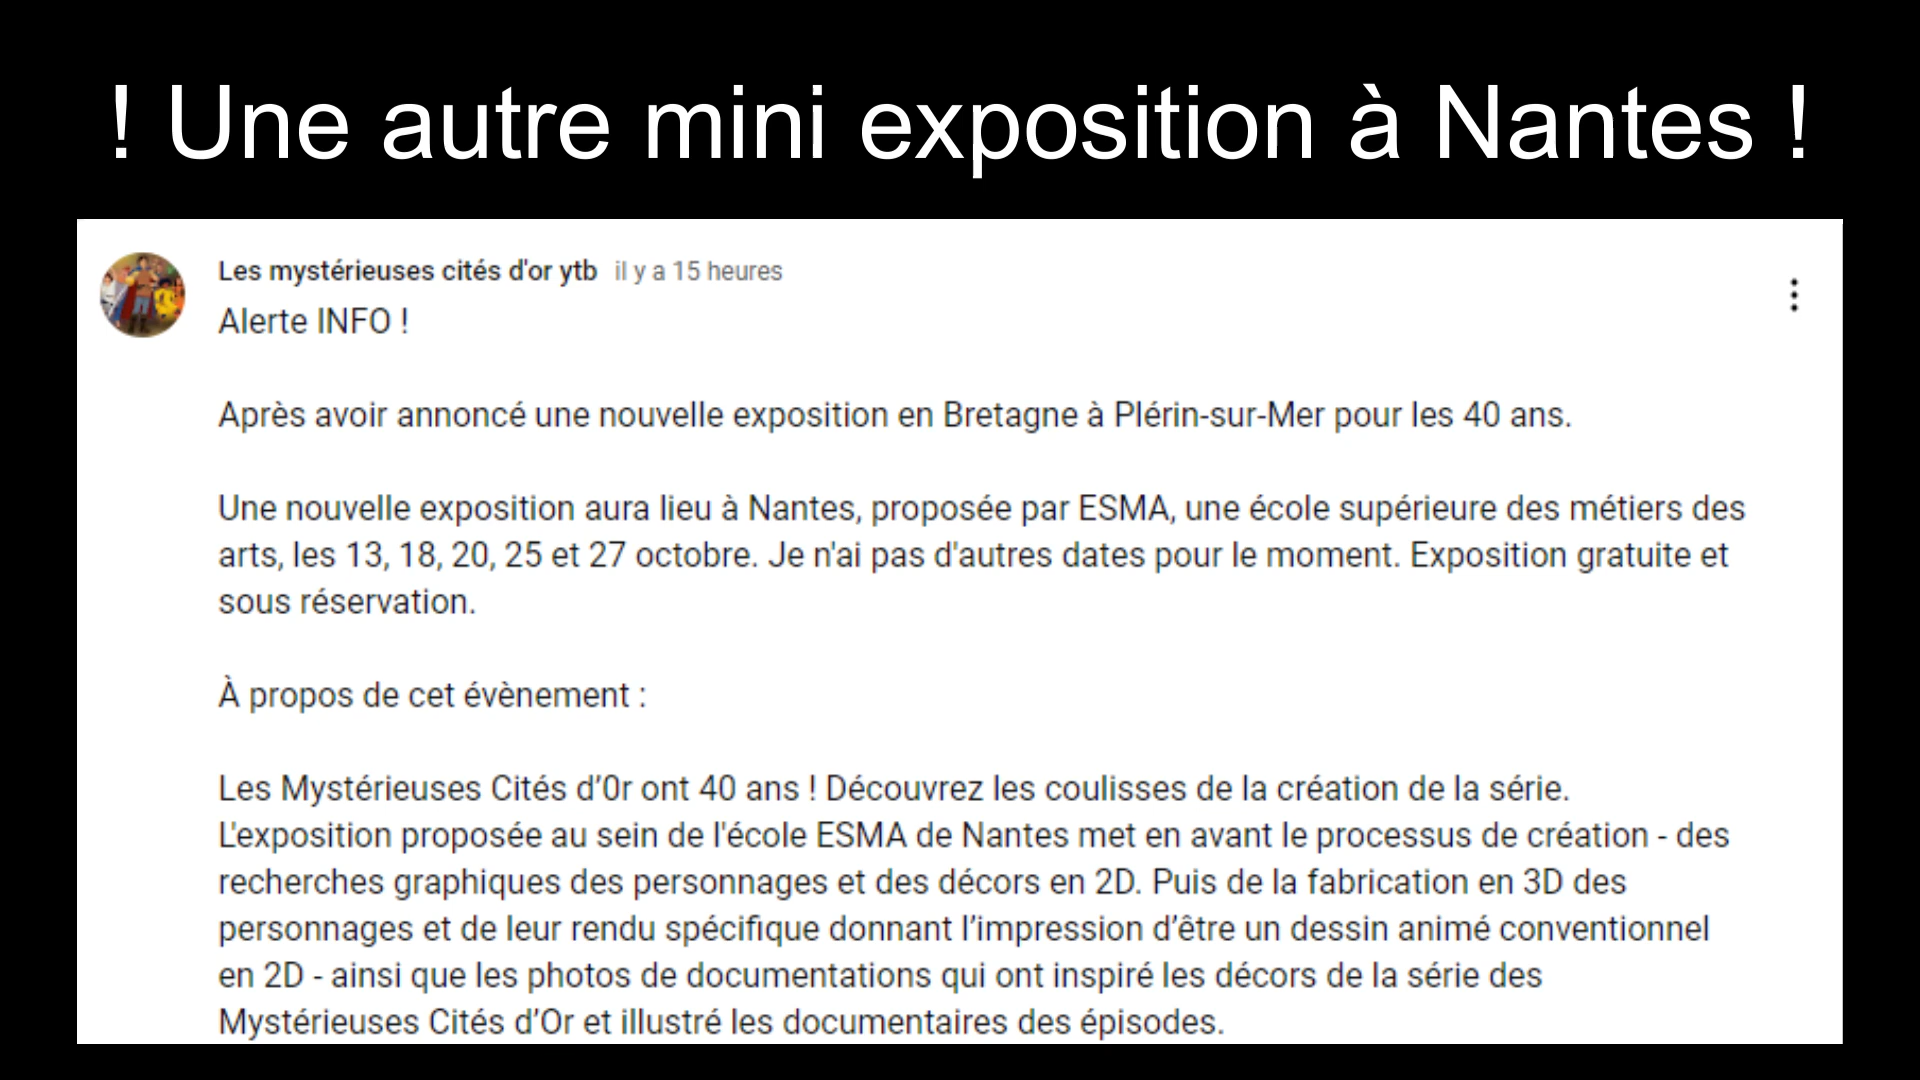 ! Une autre mini exposition à Nantes !
Les mystérieuses cités d'or ytb il y a 15 heures
Alerte INFO !
Après avoir annoncé une nouvelle exposition en Bretagne à Plérin-sur-Mer pour les 40 ans.
Une nouvelle exposition aura lieu à Nantes, proposée par ESMA, une école supérieure des métiers des
arts, les 13, 18, 20, 25 et 27 octobre. Je n'ai pas d'autres dates pour le moment. Exposition gratuite et
sous réservation.
À propos de cet évènement :
Les Mystérieuses Cités d’0r ont 40 ans ! Découvrez les coulisses de la création de la série.
L'exposition proposée au sein de l'école ESMA de Nantes met en avant le processus de création - des
recherches graphiques des personnages et des décors en 2D. Puis de la fabrication en 3D des
personnages et de leur rendu spécifique donnant l’impression d’être un dessin animé conventionnel
en 2D - ainsi que les photos de documentations qui ont inspiré les décors de la série des
Mystérieuses Cités d’Or et illustré les documentaires des épisodes.